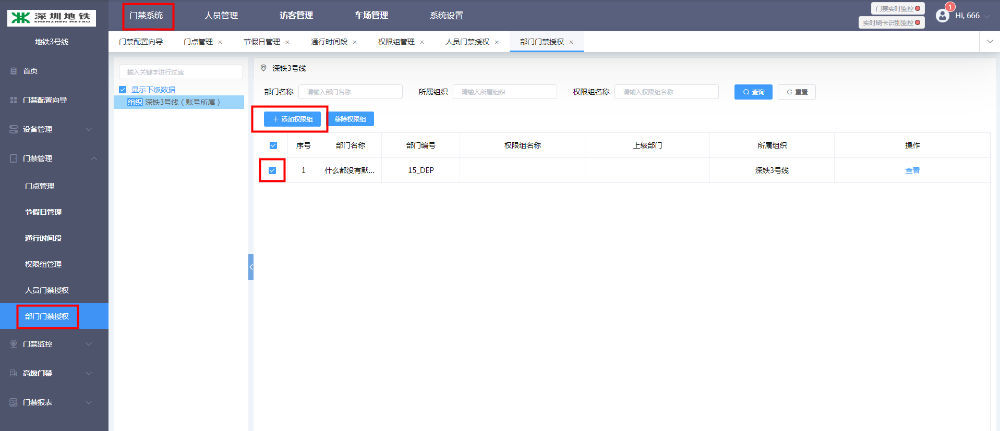 深圳地铁
SHENZHEN METRO
地铁3号线
门禁系统
人员管理
访客管理
车场管理
系统设置
门禁实时监控
实时刷卡识别监控
1
Hi, 666
门禁配置向导
门点管理 ×
节假日管理 ×
通行时间段 ×
权限组管理 ×
人员门禁授权 ×
部门门禁授权 ×
首页
门禁配置向导
设备管理
门禁管理
门点管理
节假日管理
通行时间段
权限组管理
人员门禁授权
部门门禁授权
门禁监控
高级门禁
门禁报表
输入关键字进行过滤
显示下级数据
组织 深铁3号线（账号所属）
深铁3号线
部门名称 请输入部门名称 所属组织 请输入所属组织 权限组名称 请输入权限组名称 查询 重置
添加权限组 移除权限组
序号 部门名称 部门编号 权限组名称 上级部门 所属组织 操作
1 什么都没有默... 15_DEP 深铁3号线 查看